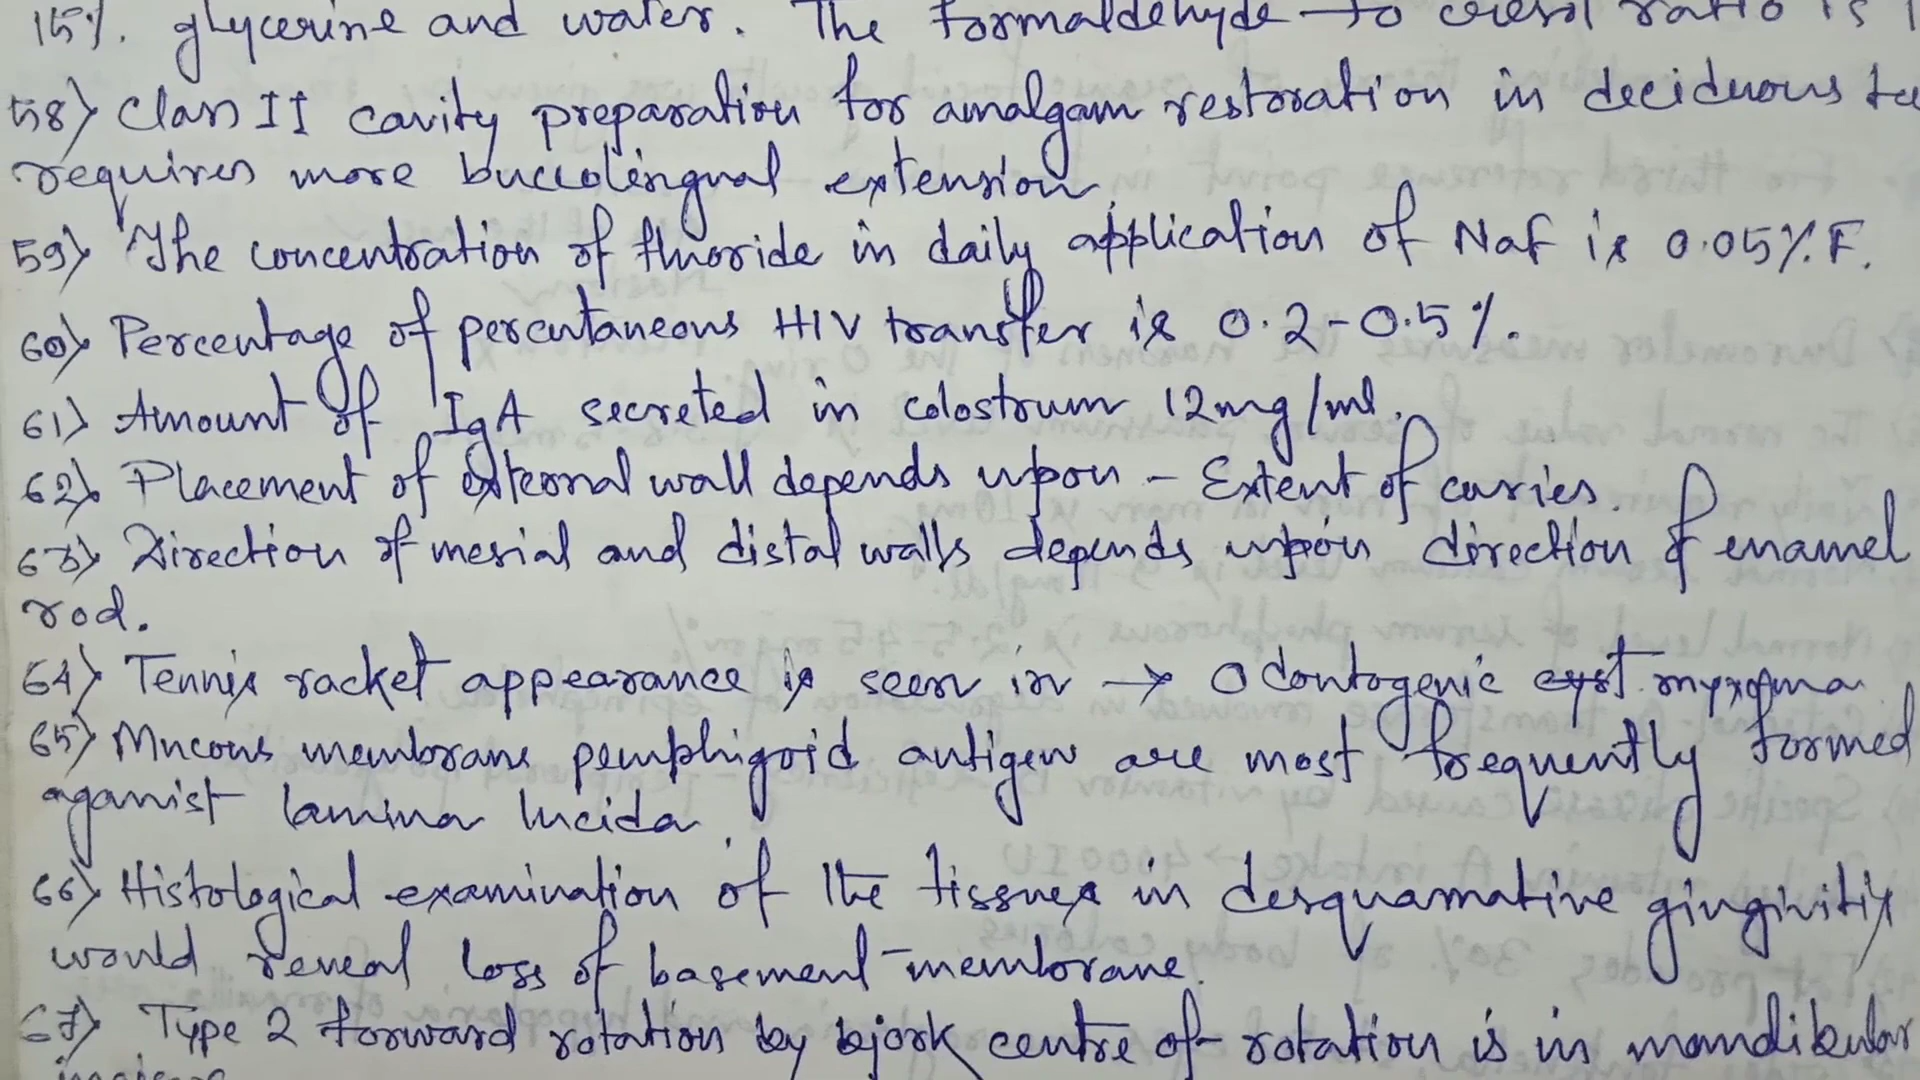 15%. glycerine and water. The formaldehyde to cresol ratio is 1
58) Class II cavity preparation for amalgam restoration in deciduous te
requires more buccolingual extension.
59) The concentration of fluoride in daily application of NaF is 0.05% F.
60) Percentage of percutaneous HIV transfer is 0.2-0.5%.
61) Amount of IgA secreted in colostrum 12mg/ml.
62) Placement of external wall depends upon - Extent of caries.
63) Direction of mesial and distal walls depends upon direction of enamel
rod.
64) Tennis racket appearance is seen in → Odontogenic cyst myxoma
65) Mucous membrane pemphigoid antigen are most frequently formed
aganist lamina lucida.
66) Histological examination of the tissues in desquamative gingivitis
would reveal loss of basement membrane.
67) Type 2 forward rotation by bjork centre of rotation is in mandibular